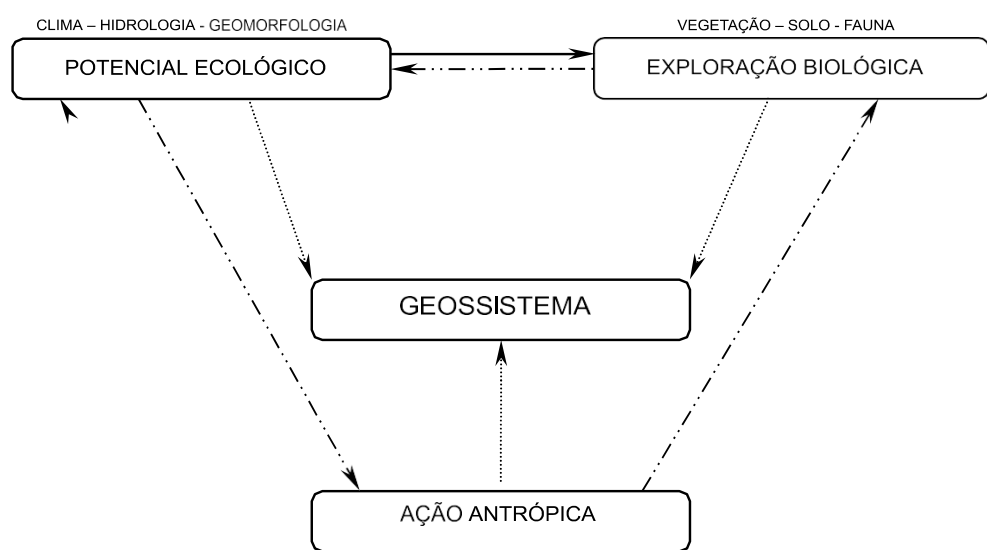 CLIMA – HIDROLOGIA - GEOMORFOLOGIA
VEGETAÇÃO – SOLO - FAUNA
POTENCIAL ECOLÓGICO
EXPLORAÇÃO BIOLÓGICA
GEOSSISTEMA
AÇÃO ANTRÓPICA